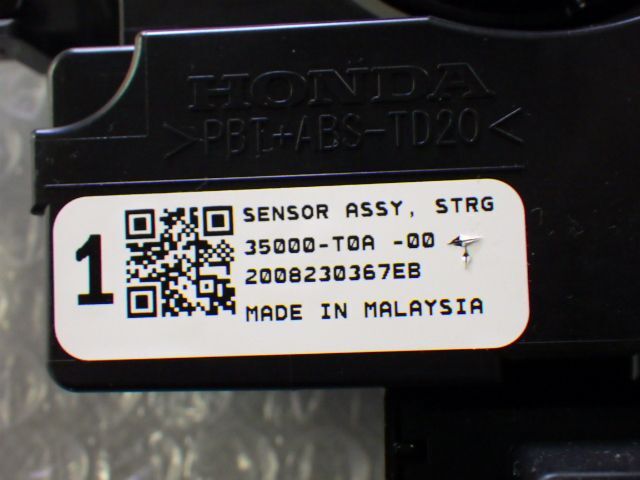 HONDA
>PBT+ABS-TD20<
1
SENSOR ASSY, STRG
35000-T0A -00
2008230367EB
MADE IN MALAYSIA